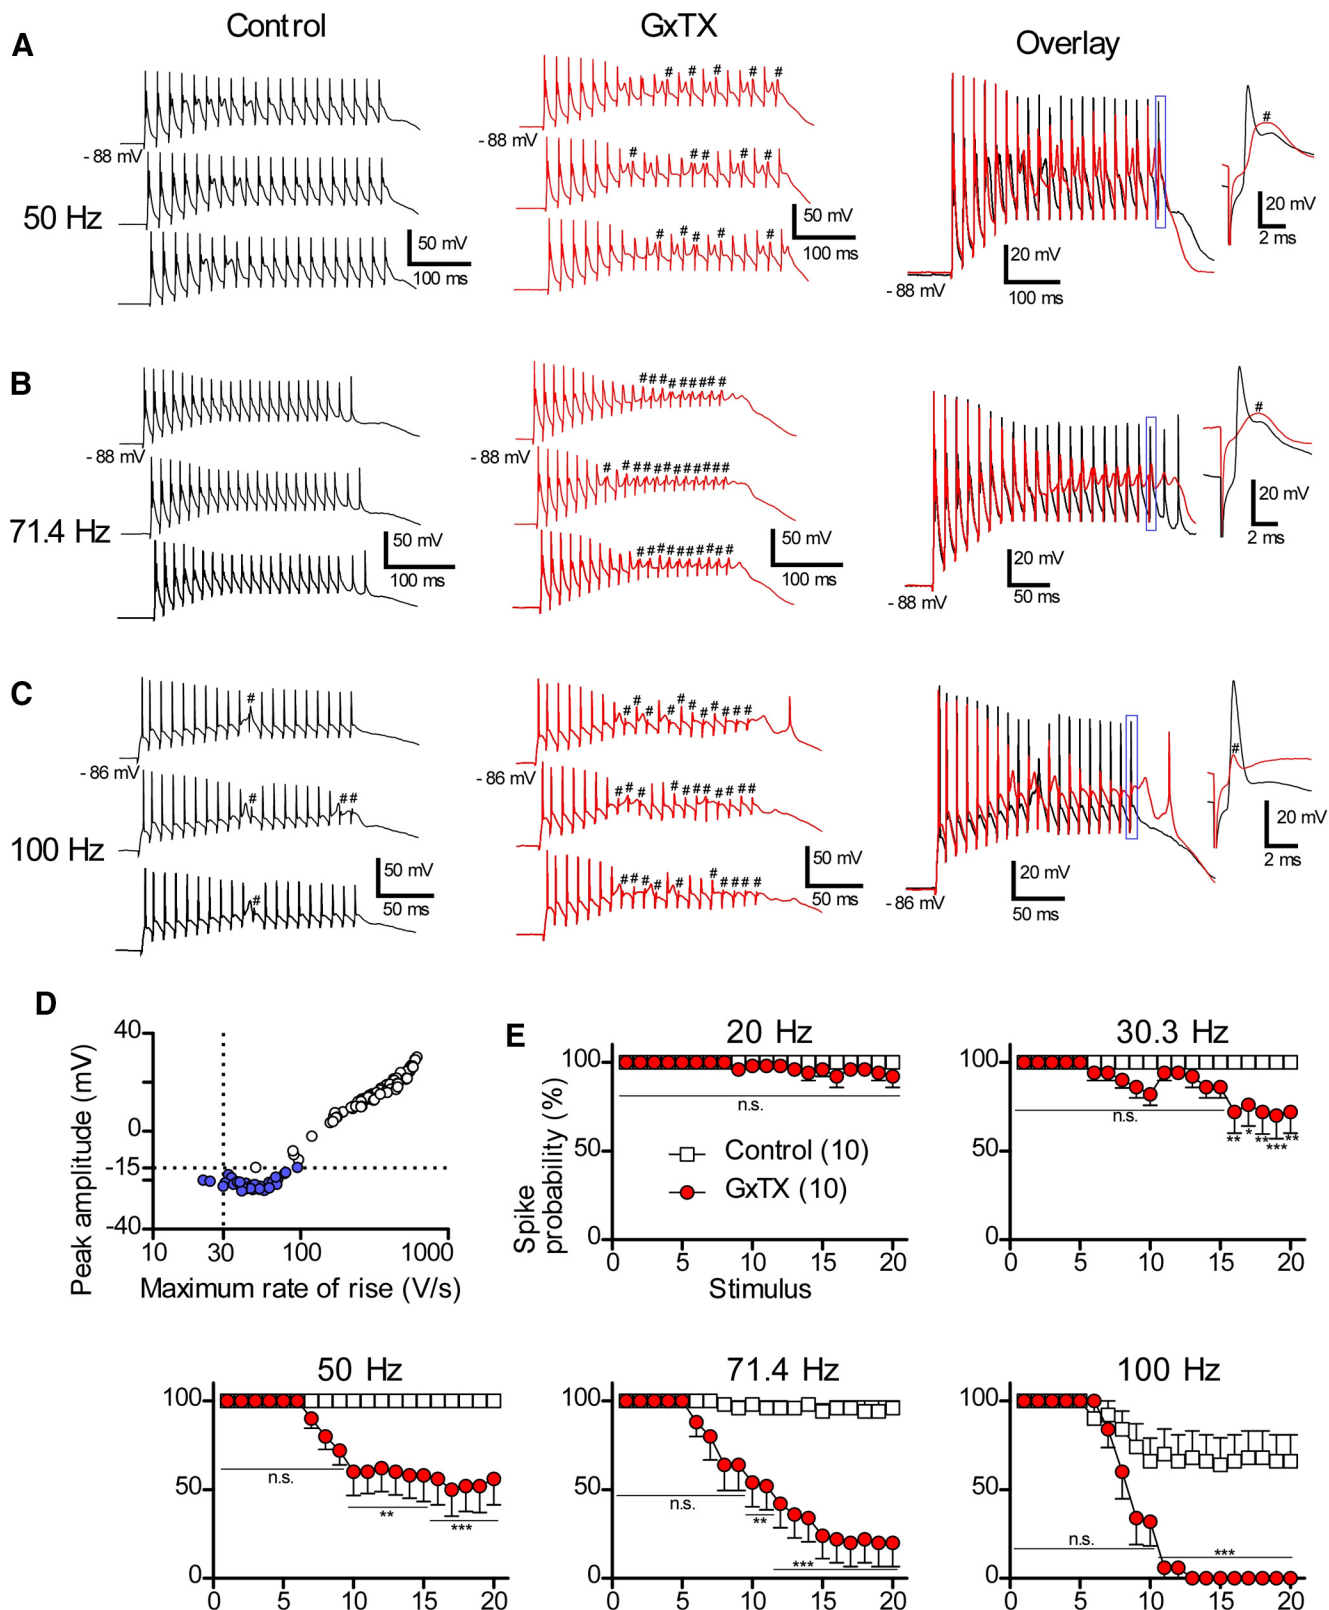 A
Control
GxTX
Overlay
# # # # #
- 88 mV
- 88 mV
# ## # #
#
50 Hz
50 mV
100 ms
# # # # #
50 mV
100 ms
20 mV
100 ms
20 mV
2 ms
- 88 mV
B
### ######
- 88 mV
- 88 mV
# ###########
#
71.4 Hz
50 mV
100 ms
##########
50 mV
100 ms
20 mV
50 ms
20 mV
2 ms
- 88 mV
C
#
# # # # # # # # # # #
- 86 mV
- 86 mV
# ##
### #### ####
#
100 Hz
50 mV
50 ms
### # # # ####
50 mV
50 ms
20 mV
50 ms
20 mV
2 ms
#
- 86 mV
D
40
0
-15
-40
Peak amplitude (mV)
10 30 100 1000
Maximum rate of rise (V/s)
E
20 Hz
100
50
0
Spike probability (%)
n.s.
Control (10)
GxTX (10)
0 5 10 15 20
Stimulus
30.3 Hz
100
50
0
n.s.
** * ** *** **
0 5 10 15 20
50 Hz
100
50
0
n.s.
**
***
0 5 10 15 20
71.4 Hz
100
50
0
n.s.
**
***
0 5 10 15 20
100 Hz
100
50
0
n.s.
***
0 5 10 15 20